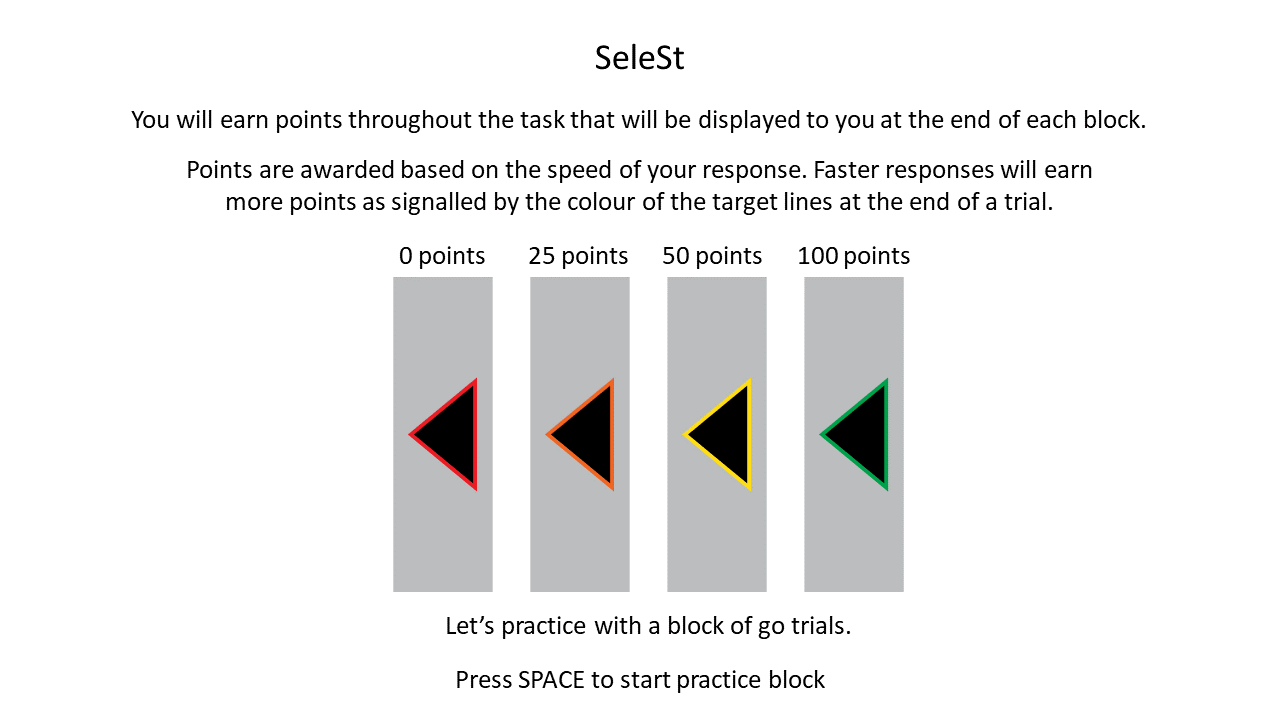 SeleSt
You will earn points throughout the task that will be displayed to you at the end of each block.
Points are awarded based on the speed of your response. Faster responses will earn
more points as signalled by the colour of the target lines at the end of a trial.
0 points 25 points 50 points 100 points
Let’s practice with a block of go trials.
Press SPACE to start practice block